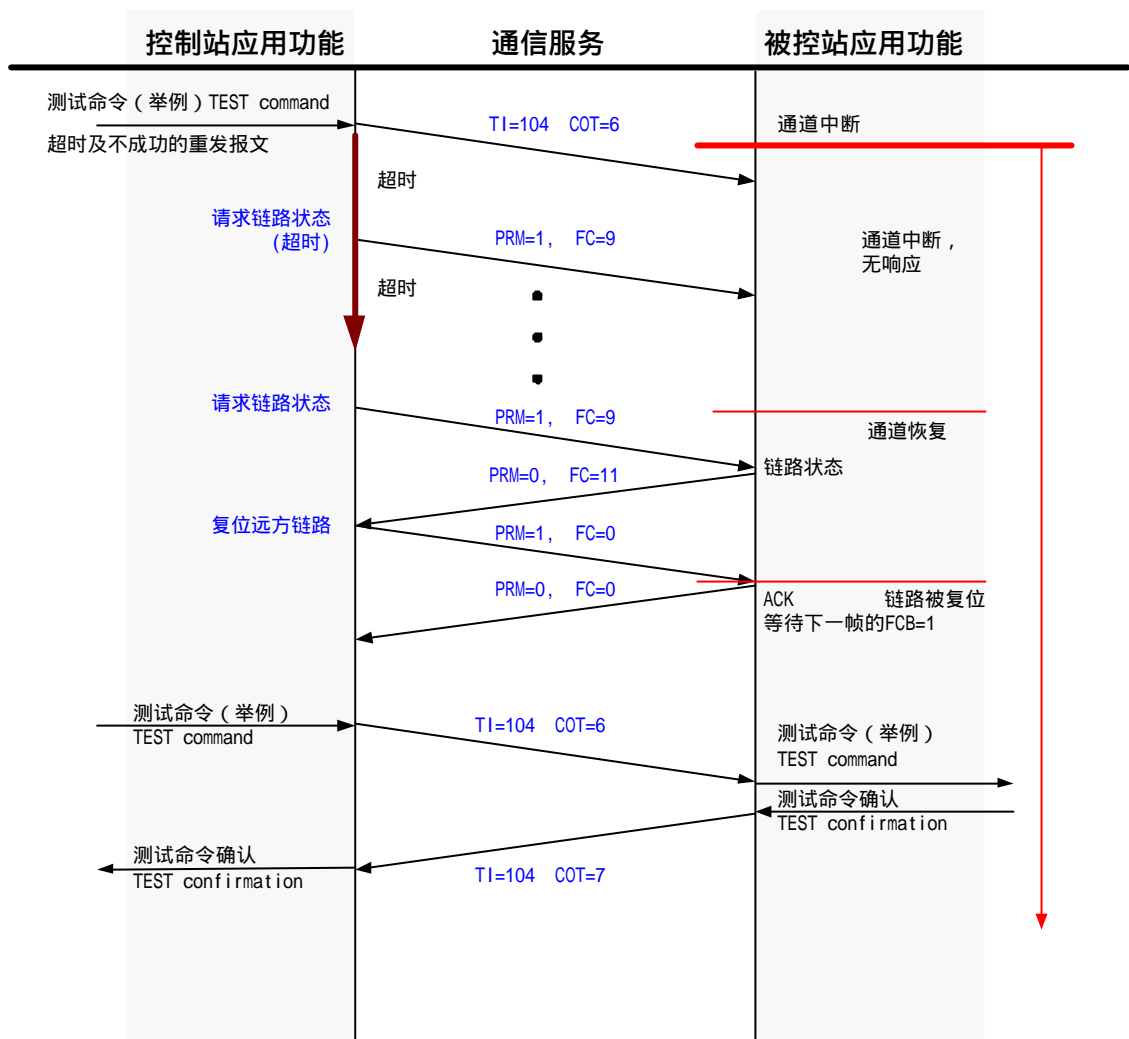 控制站应用功能
通信服务
被控站应用功能
测试命令（举例）TEST command
超时及不成功的重发报文
TI=104 COT=6
通道中断
超时
请求链路状态
(超时)
PRM=1, FC=9
通道中断，
无响应
超时
请求链路状态
PRM=1, FC=9
通道恢复
链路状态
PRM=0, FC=11
复位远方链路
PRM=1, FC=0
PRM=0, FC=0
ACK 链路被复位
等待下一帧的FCB=1
测试命令（举例）
TEST command
TI=104 COT=6
测试命令（举例）
TEST command
测试命令确认
TEST confirmation
测试命令确认
TEST confirmation
TI=104 COT=7